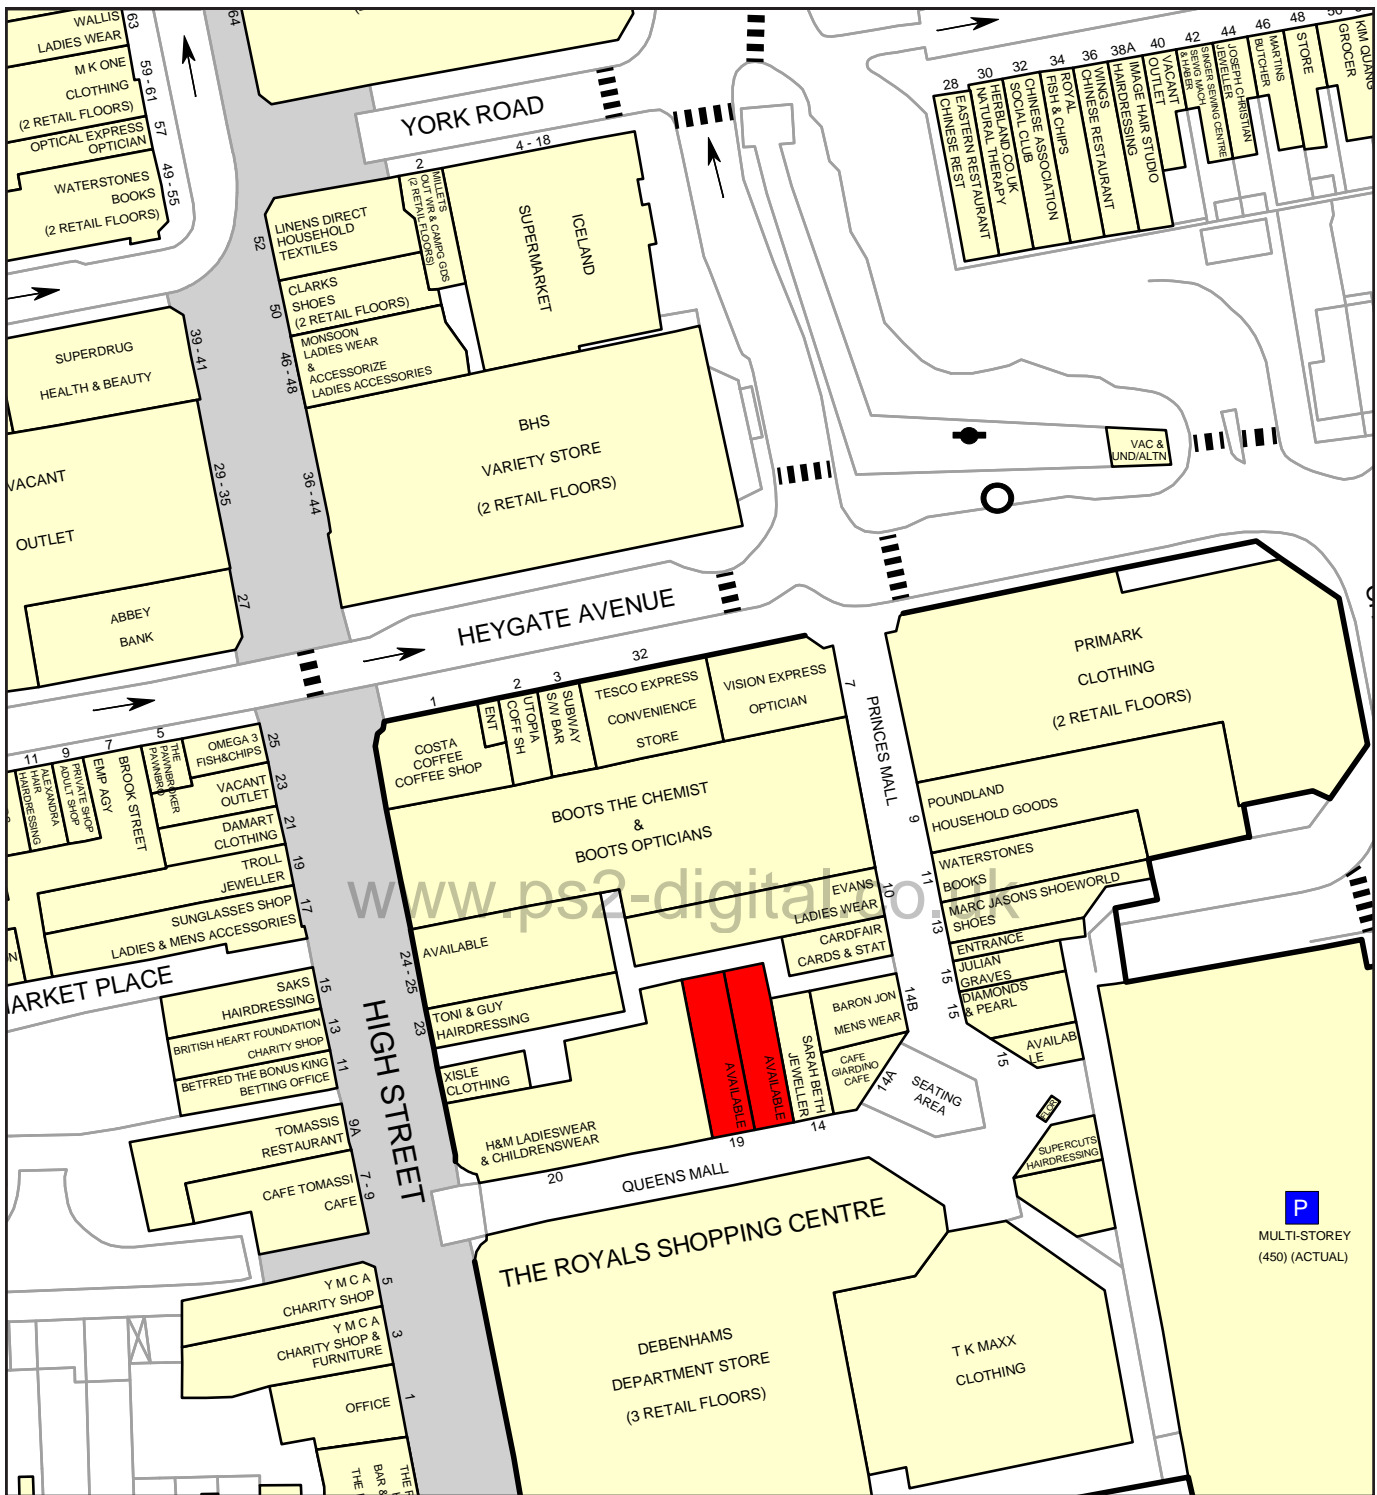 WALLIS
LADIES WEAR
63
M K ONE
CLOTHING
(2 RETAIL FLOORS)
59 - 61
OPTICAL EXPRESS
OPTICIAN
57
WATERSTONES
BOOKS
(2 RETAIL FLOORS)
49 - 55
64
YORK ROAD
4 - 18
2
LINENS DIRECT
HOUSEHOLD
TEXTILES
52
MILLETS
OUT WR & CAMPG GDS
(2 RETAIL FLOORS)
ICELAND
SUPERMARKET
CLARKS
SHOES
(2 RETAIL FLOORS)
50
MONSOON
LADIES WEAR
&
ACCESSORIZE
LADIES ACCESSORIES
46 - 48
28
EASTERN RESTAURANT
CHINESE REST
30
HERBLAND.CO.UK
NATURAL THERAPY
32
CHINESE ASSOCIATION
SOCIAL CLUB
34
ROYAL
FISH & CHIPS
36
WINGS
CHINESE RESTAURANT
38A
IMAGE HAIR STUDIO
HAIRDRESSING
40
VACANT
OUTLET
42
SINGER SEWING CENTRE
SEWG MACH
& HABER
44
JOSEPH CHRISTIAN
JEWELLER
46
MARTINS
BUTCHER
48
STORE
50
KIM QUANG
GROCER
SUPERDRUG
HEALTH & BEAUTY
39 - 41
BHS
VARIETY STORE
(2 RETAIL FLOORS)
36 - 44
VACANT
OUTLET
29 - 35
VAC &
UND/ALTN
ABBEY
BANK
27
HEYGATE AVENUE
32
1
2
3
COSTA
COFFEE
COFFEE SHOP
ENT
UTOPIA
COFF SH
SUBWAY
S/W BAR
TESCO EXPRESS
CONVENIENCE
STORE
VISION EXPRESS
OPTICIAN
7
PRINCES MALL
PRIMARK
CLOTHING
(2 RETAIL FLOORS)
11
ALEXANDRA
HAIR
HAIRDRESSING
9
PRIVATE SHOP
ADULT SHOP
7
BROOK STREET
EMP AGY
5
THE
PAWNBROKER
PAWNBRO
OMEGA 3
FISH&CHIPS
25
VACANT
OUTLET
23
DAMART
CLOTHING
21
TROLL
JEWELLER
19
SUNGLASSES SHOP
LADIES & MENS ACCESSORIES
17
BOOTS THE CHEMIST
&
BOOTS OPTICIANS
POUNDLAND
HOUSEHOLD GOODS
9
WATERSTONES
BOOKS
11
www.ps2-digital.co.uk
EVANS
LADIES WEAR
10
MARC JASONS SHOEWORLD
SHOES
13
AVAILABLE
24 - 25
CARDFAIR
CARDS & STAT
ENTRANCE
JULIAN
GRAVES
15
DIAMONDS
& PEARL
15
AVAILAB
LE
15
ARKET PLACE
SAKS
HAIRDRESSING
15
BRITISH HEART FOUNDATION
CHARITY SHOP
13
BETFRED THE BONUS KING
BETTING OFFICE
11
HIGH STREET
TONI & GUY
HAIRDRESSING
23
XISLE
CLOTHING
AVAILABLE
AVAILABLE
SARAH BETH
JEWELLER
BARON JON
MENS WEAR
14B
CAFE
GIARDINO
CAFE
14A
SEATING
AREA
FLOR
H&M LADIESWEAR
& CHILDRENSWEAR
20
19
14
QUEENS MALL
SUPERCUTS
HAIRDRESSING
TOMASSIS
RESTAURANT
9A
CAFE TOMASSI
CAFE
7 - 9
THE ROYALS SHOPPING CENTRE
P
MULTI-STOREY
(450) (ACTUAL)
Y M C A
CHARITY SHOP
5
Y M C A
CHARITY SHOP &
FURNITURE
3
DEBENHAMS
DEPARTMENT STORE
(3 RETAIL FLOORS)
T K MAXX
CLOTHING
OFFICE
1
BAR &
THE